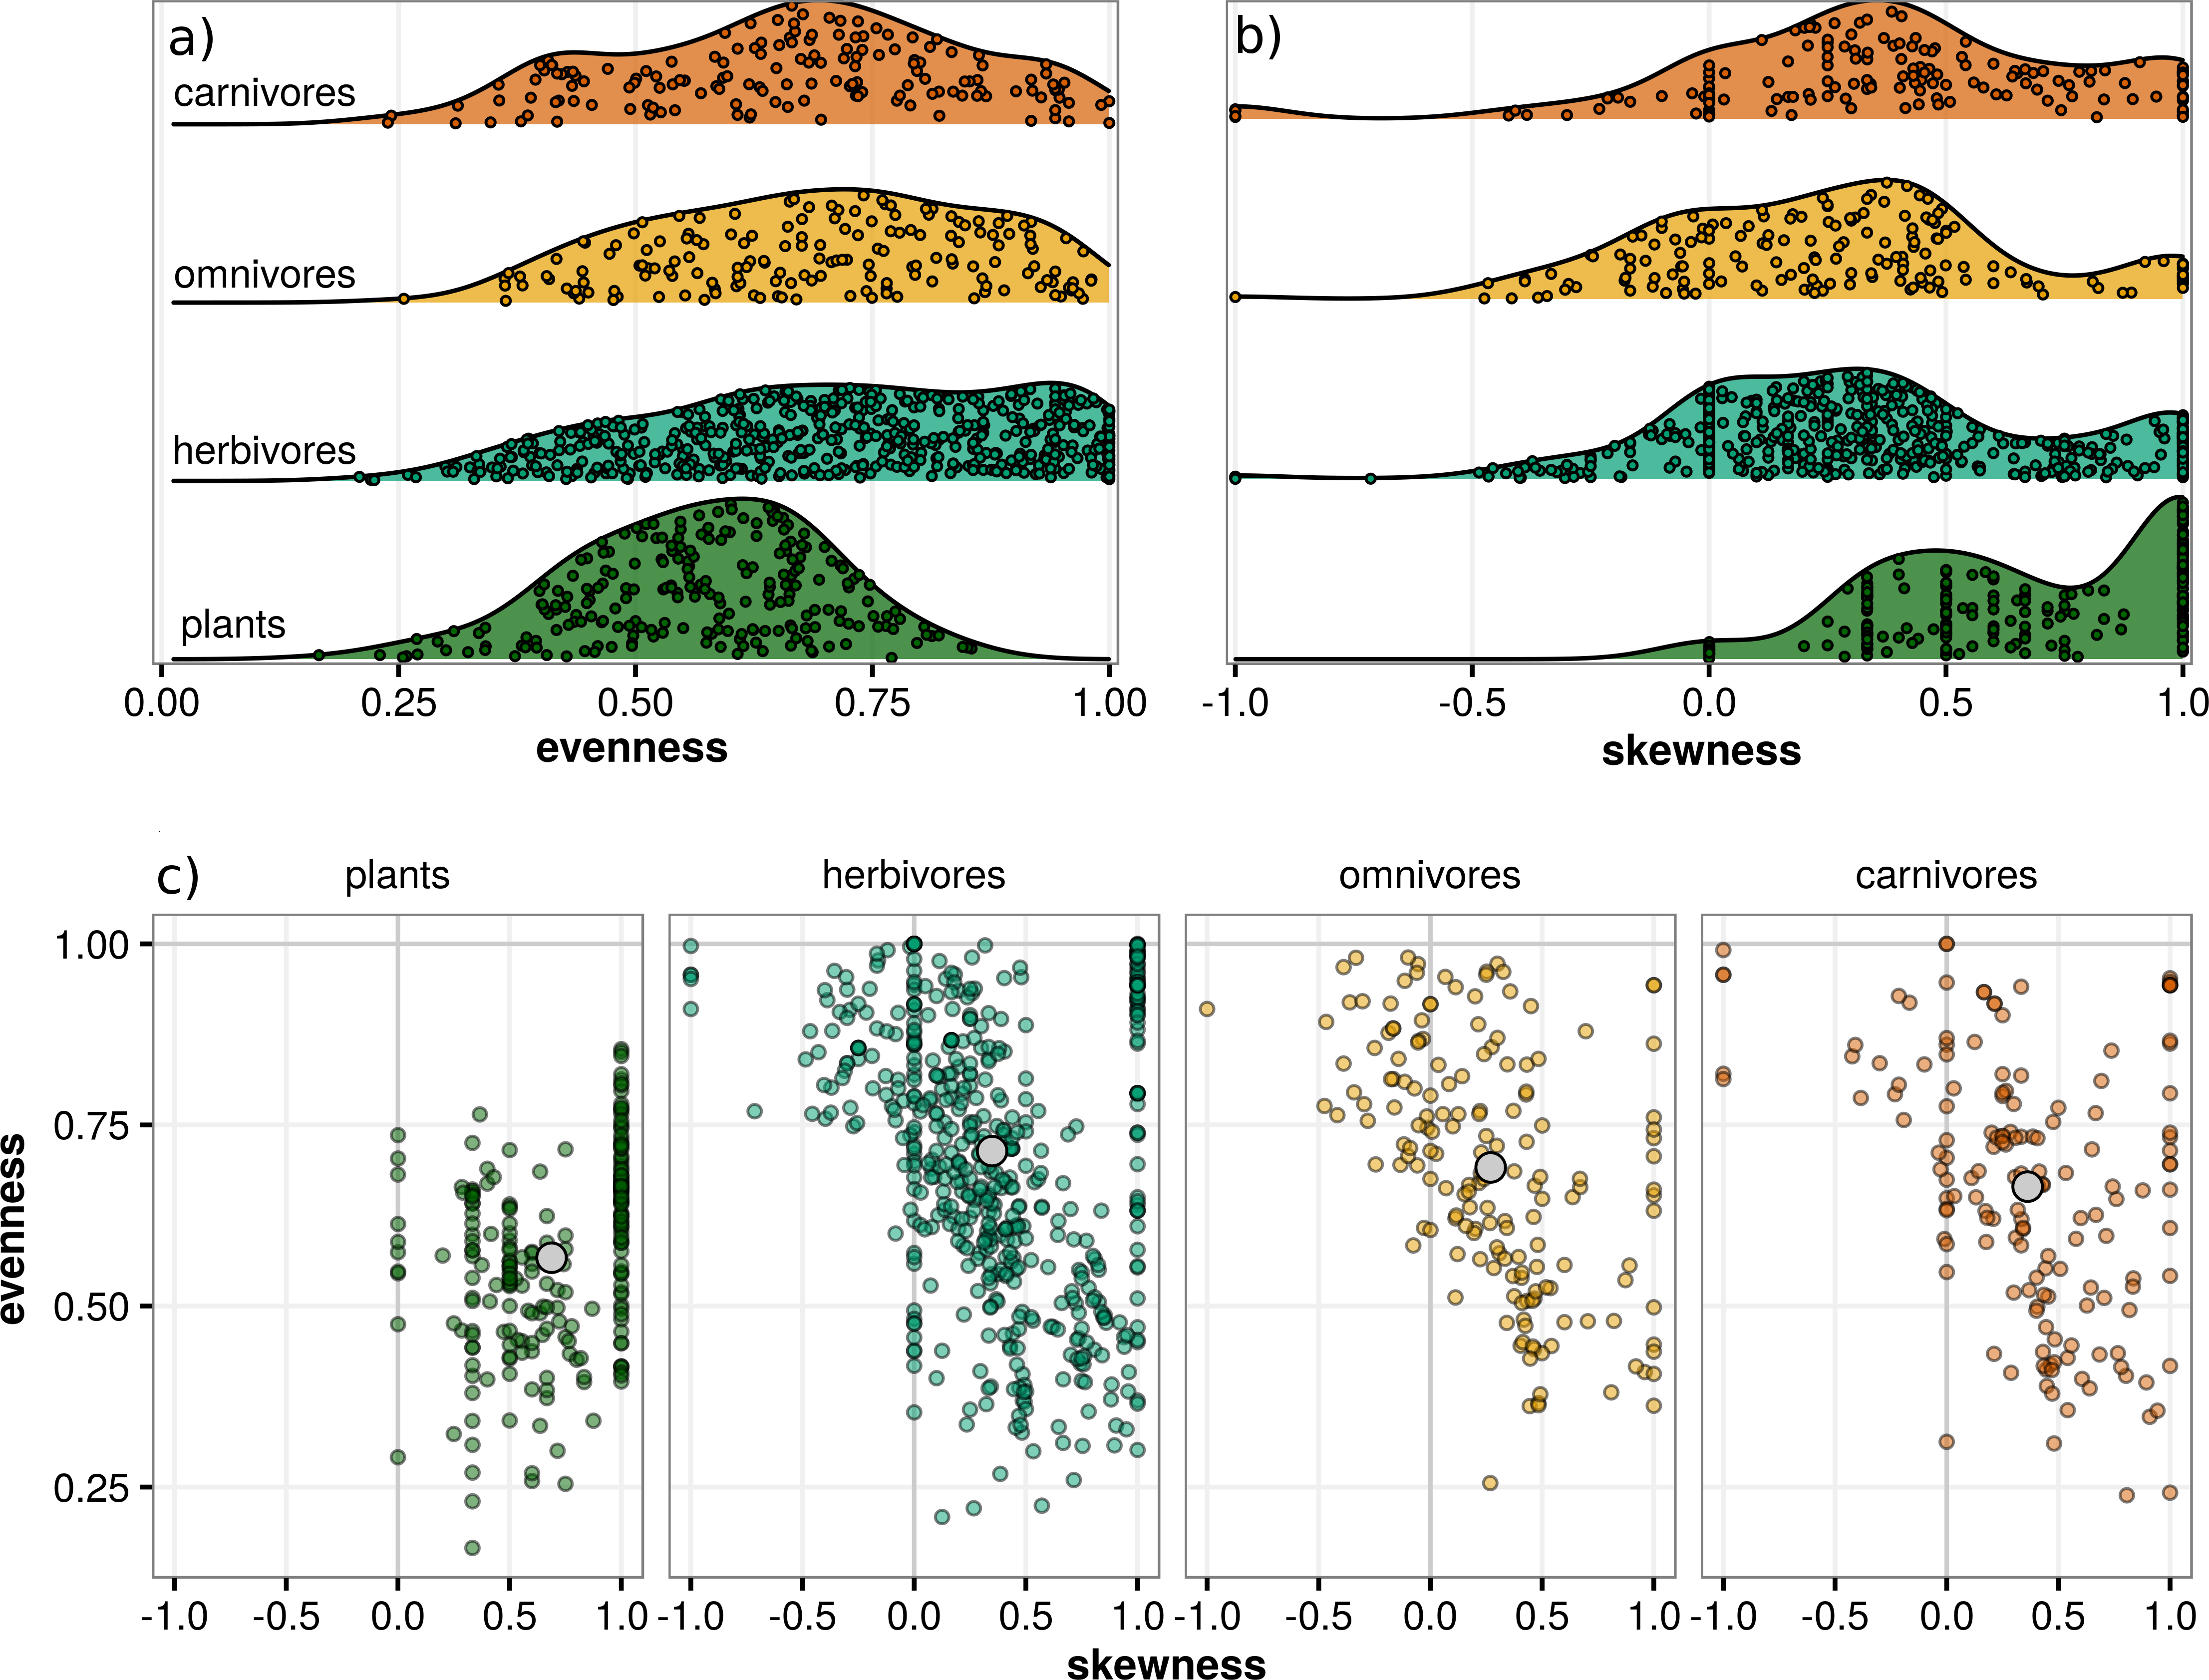 a)
carnivores
omnivores
herbivores
plants
0.00 0.25 0.50 0.75 1.00
evenness
b)
-1.0 -0.5 0.0 0.5 1.0
skewness
c)
plants herbivores omnivores carnivores
1.00
0.75
0.50
0.25
evenness
-1.0 -0.5 0.0 0.5 1.0 -1.0 -0.5 0.0 0.5 1.0 -1.0 -0.5 0.0 0.5 1.0 -1.0 -0.5 0.0 0.5 1.0
skewness